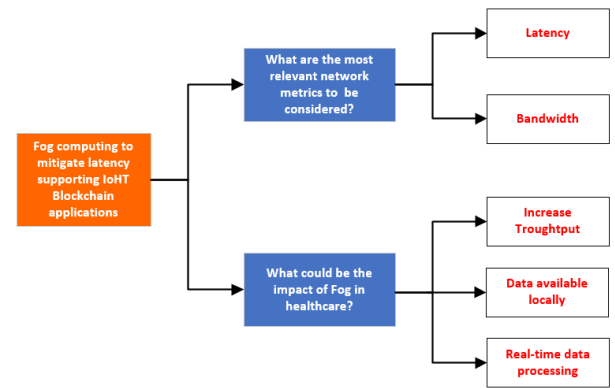 Fog computing to
mitigate latency
supporting IoHT
Blockchain
applications
What are the most
relevant network
metrics to be
considered?
Latency
Bandwidth
What could be the
impact of Fog in
healthcare?
Increase
Troughtput
Data available
locally
Real-time data
processing